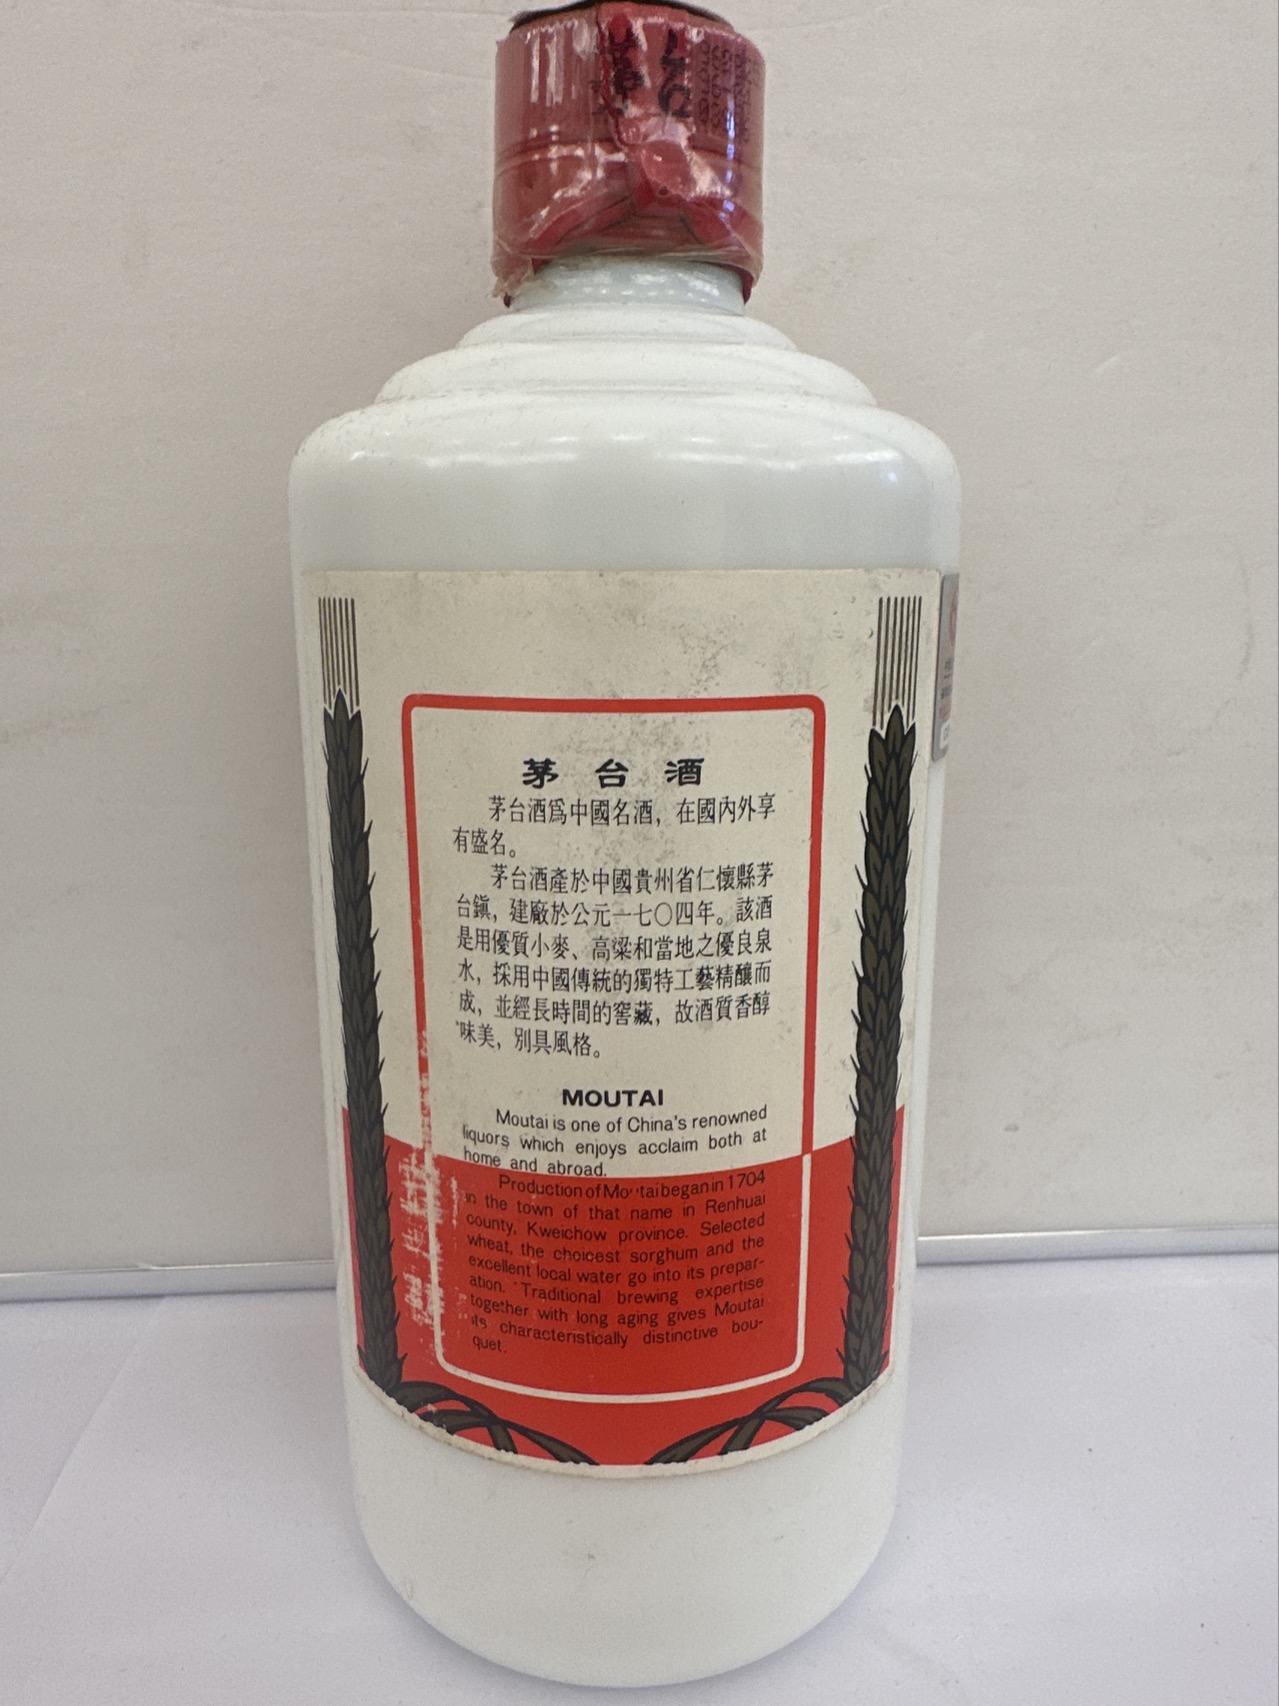 茅台酒
茅台酒爲中國名酒，在國內外享
有盛名。
茅台酒產於中國貴州省仁懷縣茅
台鎭，建廠於公元一七〇四年。該酒
是用優質小麥、高粱和當地之優良泉
水，採用中國傳統的獨特工藝精釀而
成，並經長時間的窖藏，故酒質香醇
味美，別具風格。
MOUTAI
Moutai is one of China's renowned
liquors which enjoys acclaim both at
home and abroad.
Production of Moutai began in 1704
in the town of that name in Renhuai
county, Kweichow province. Selected
wheat, the choicest sorghum and the
excellent local water go into its prepar-
ation. Traditional brewing expertise
together with long aging gives Moutai
its characteristically distinctive bou-
quet.